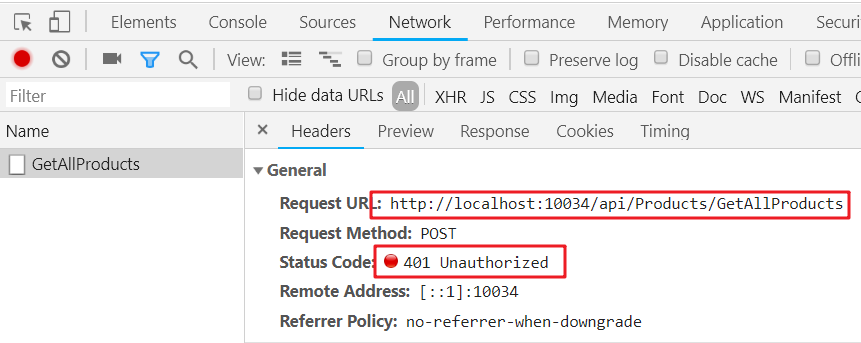 Elements Console Sources Network Performance Memory Application Securi
View: Group by frame Preserve log Disable cache Offli
Filter Hide data URLs All XHR JS CSS Img Media Font Doc WS Manifest
Name × Headers Preview Response Cookies Timing
GetAllProducts
General
Request URL: http://localhost:10034/api/Products/GetAllProducts
Request Method: POST
Status Code: 401 Unauthorized
Remote Address: [::1]:10034
Referrer Policy: no-referrer-when-downgrade